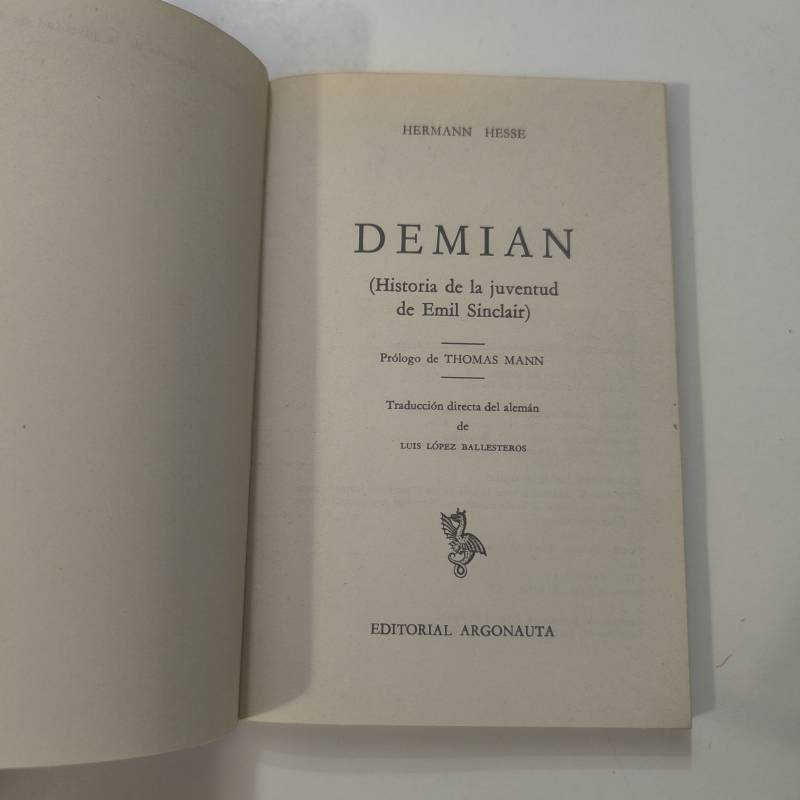 HERMANN HESSE
DEMIAN
(Historia de la juventud
de Emil Sinclair)
Prólogo de THOMAS MANN
Traducción directa del alemán
de
LUIS LÓPEZ BALLESTEROS
EDITORIAL ARGONAUTA